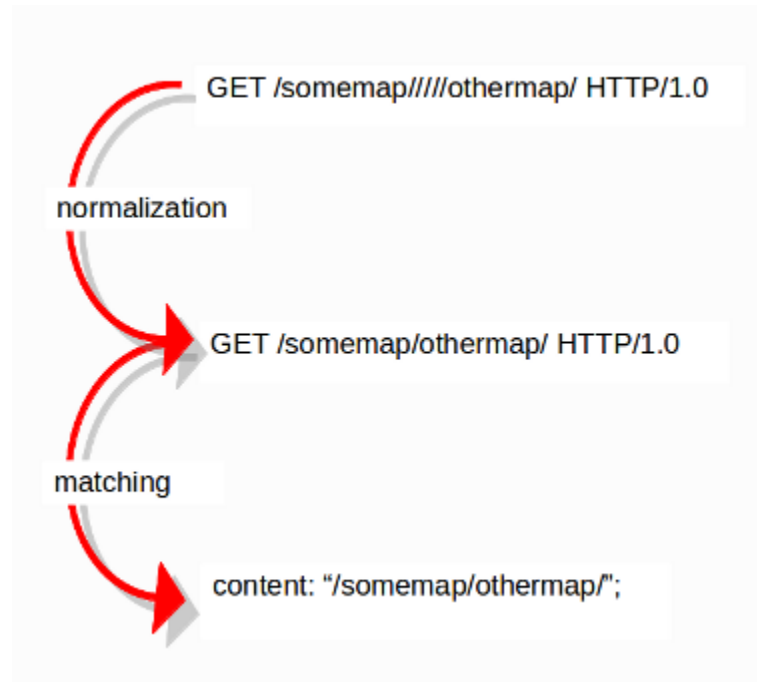 GET /somemap/////othermap/ HTTP/1.0
normalization
GET /somemap/othermap/ HTTP/1.0
matching
content: “/somemap/othermap/”;